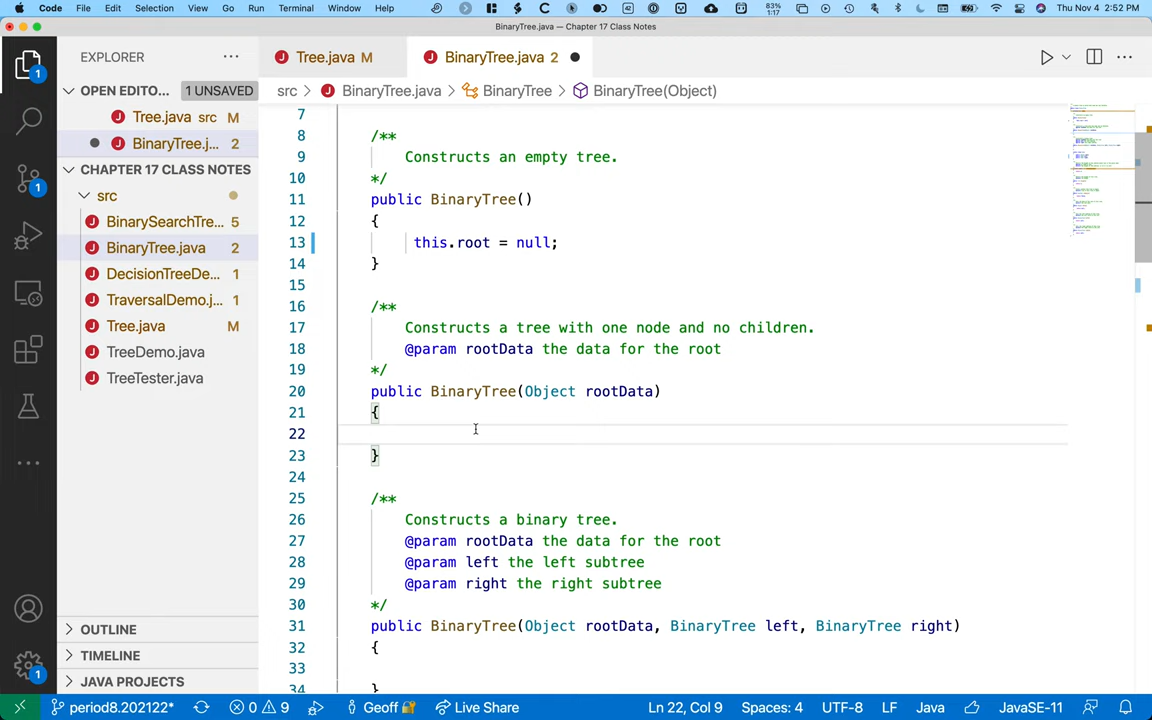 Code File Edit Selection View Go Run Terminal Window Help 83% 1:17 Thu Nov 4 2:52 PM
BinaryTree.java — Chapter 17 Class Notes
EXPLORER
Tree.java M
BinaryTree.java 2
OPEN EDITO... 1 UNSAVED
src > BinaryTree.java > BinaryTree > BinaryTree(Object)
Tree.java src M
BinaryTree.j... 2
CHAPTER 17 CLASS NOTES
src
BinarySearchTre... 5
BinaryTree.java 2
DecisionTreeDe... 1
TraversalDemo.j... 1
Tree.java M
TreeDemo.java
TreeTester.java
OUTLINE
TIMELINE
JAVA PROJECTS
7
8 /**
9 Constructs an empty tree.
10 */
11 public BinaryTree()
12 {
13 this.root = null;
14 }
15
16 /**
17 Constructs a tree with one node and no children.
18 @param rootData the data for the root
19 */
20 public BinaryTree(Object rootData)
21 {
22
23 }
24
25 /**
26 Constructs a binary tree.
27 @param rootData the data for the root
28 @param left the left subtree
29 @param right the right subtree
30 */
31 public BinaryTree(Object rootData, BinaryTree left, BinaryTree right)
32 {
33
34 }
period8.202122* 0 9 Geoff Live Share Ln 22, Col 9 Spaces: 4 UTF-8 LF Java JavaSE-11